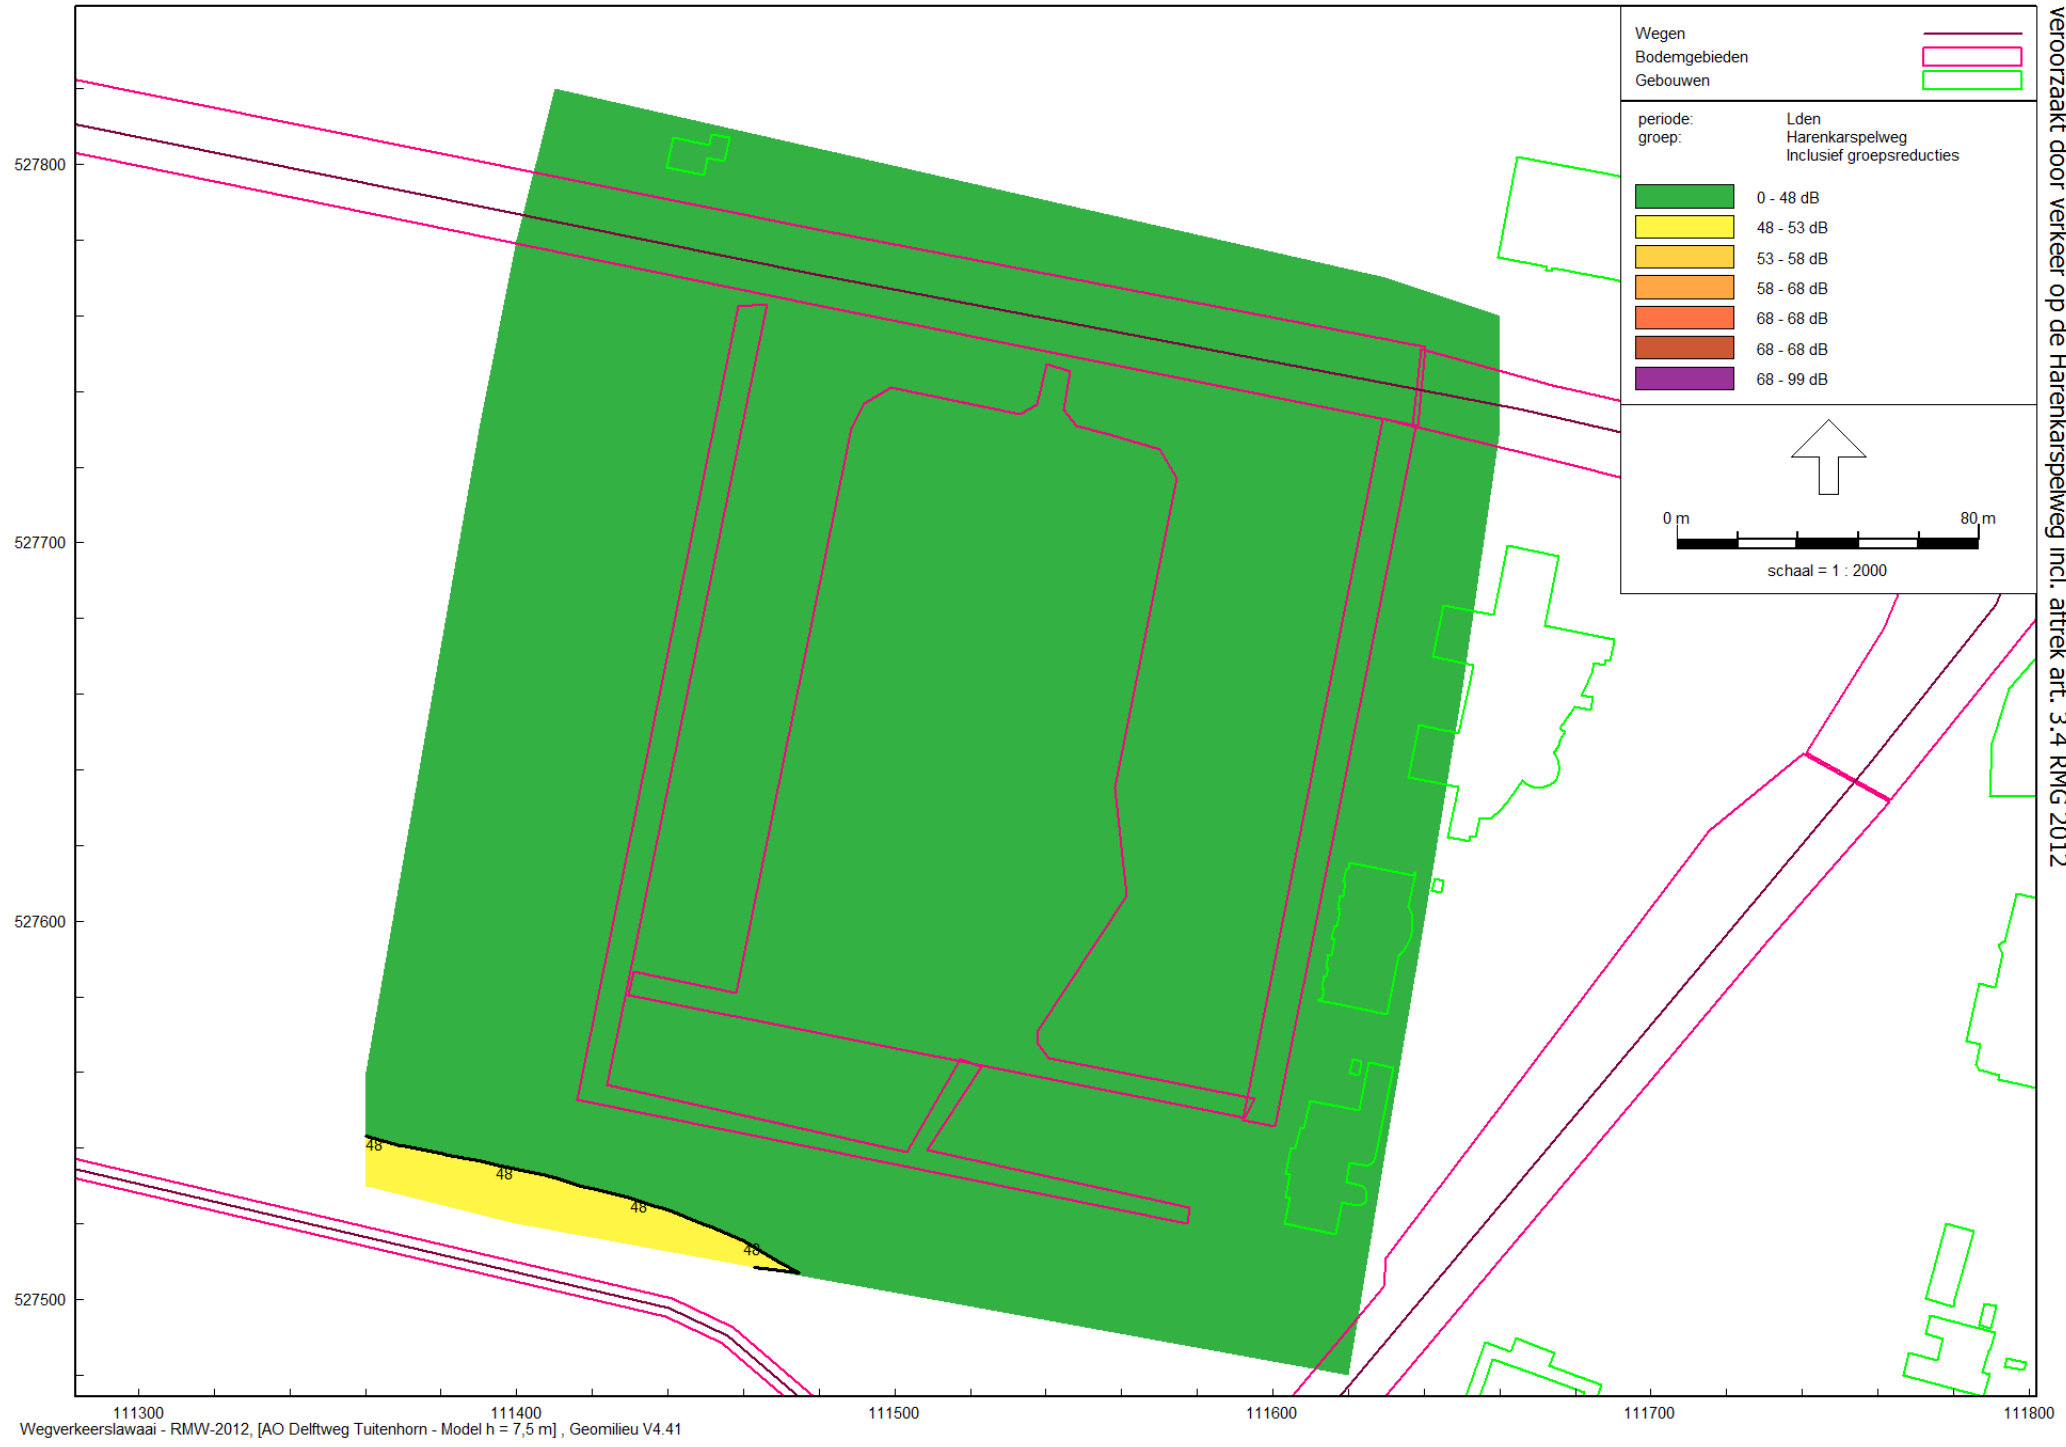 Wegen
Bodemgebieden
Gebouwen
periode: Lden
groep: Harenkarspelweg
Inclusief groepsreducties
0 - 48 dB
48 - 53 dB
53 - 58 dB
58 - 68 dB
68 - 68 dB
68 - 68 dB
68 - 99 dB
0 m 80 m
schaal = 1 : 2000
veroorzaakt door verkeer op de Harenkarspelweg incl. aftrek art. 3.4 RMG 2012
527800
527700
527600
527500
48
48
48
48
111300 111400 111500 111600 111700 111800
Wegverkeerslawaai - RMW-2012, [AO Delftweg Tuitenhorn - Model h = 7,5 m] , Geomilieu V4.41